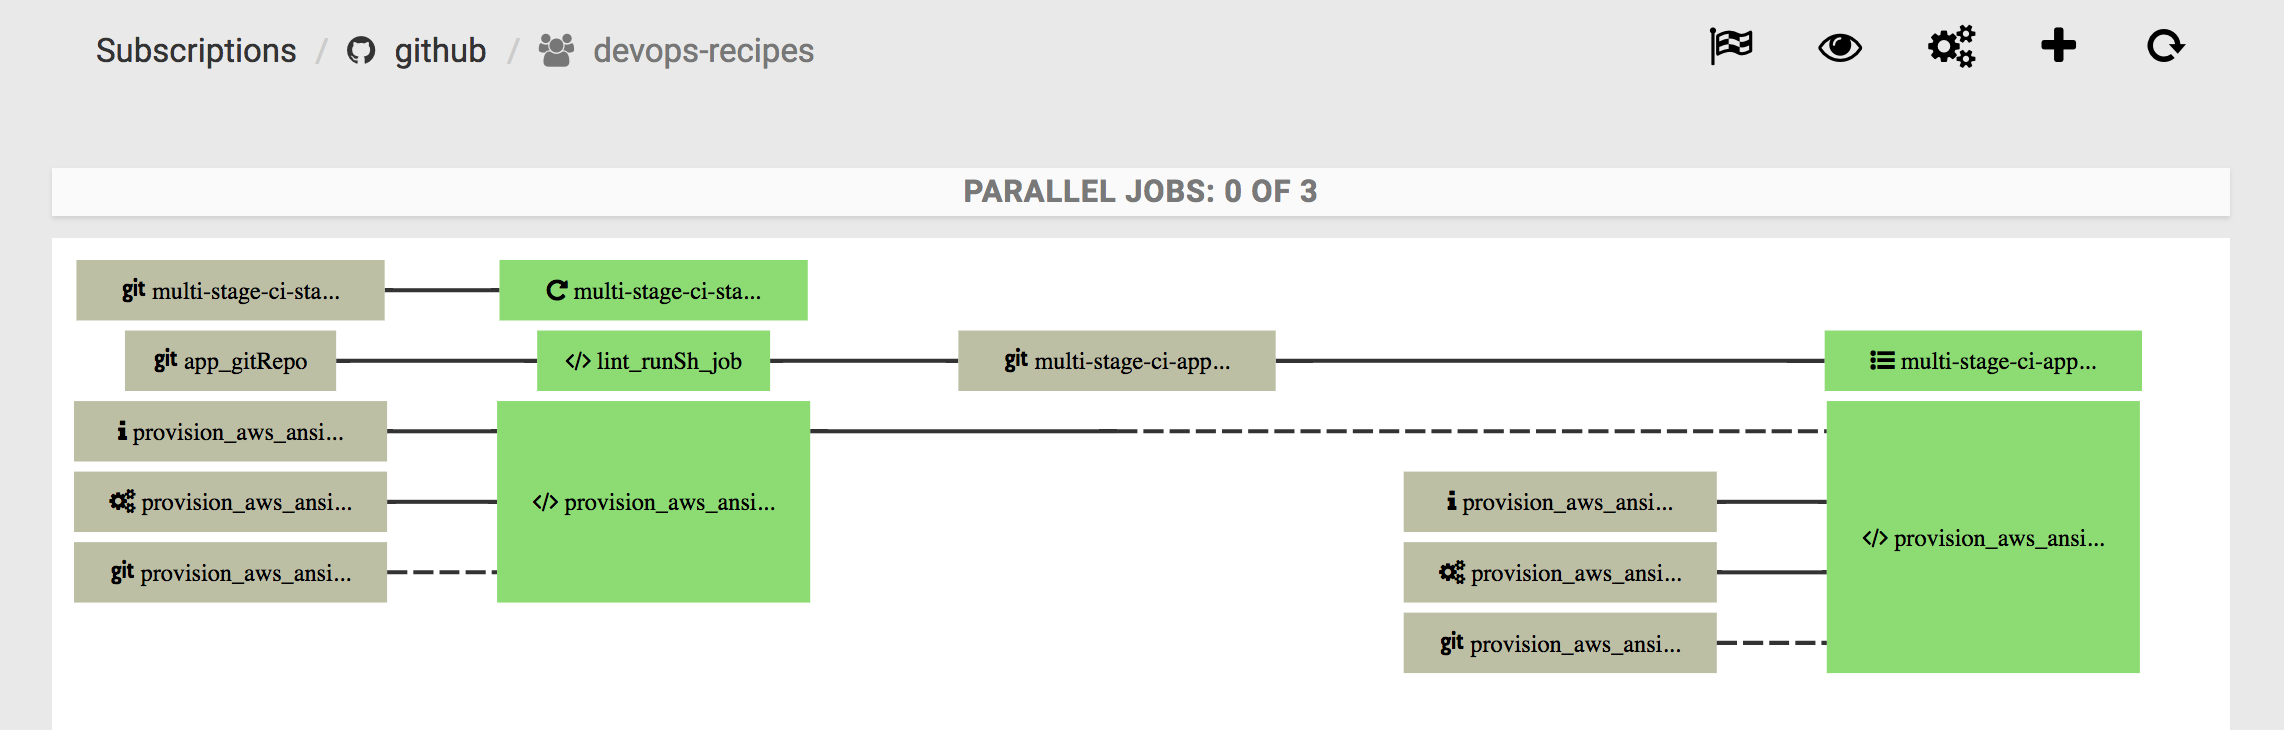 Subscriptions / github / devops-recipes
PARALLEL JOBS: 0 OF 3
git multi-stage-ci-sta... multi-stage-ci-sta...
git app_gitRepo </> lint_runSh_job git multi-stage-ci-app... multi-stage-ci-app...
i provision_aws_ansi...
provision_aws_ansi... </> provision_aws_ansi... i provision_aws_ansi...
</> provision_aws_ansi...
git provision_aws_ansi... provision_aws_ansi...
git provision_aws_ansi...